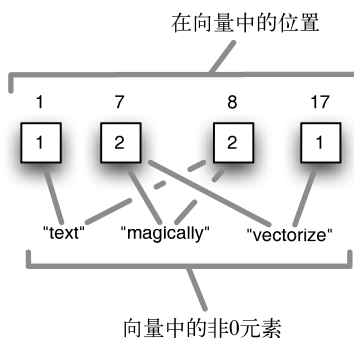 在向量中的位置
1 7 8 17
1 2 2 1
"text" "magically" "vectorize"
向量中的非0元素